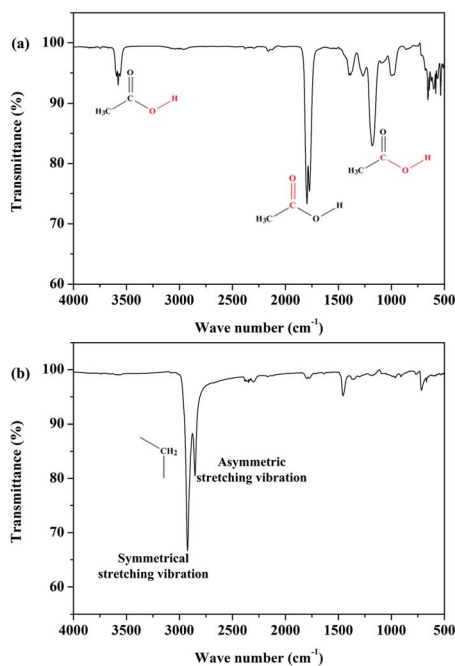 (a)
100
90
80
70
60
Transmittance (%)
O
C
H₃C
O
H
O
C
H₃C
O
H
O
C
H₃C
O
H
4000 3500 3000 2500 2000 1500 1000 500
Wave number (cm⁻¹)
(b)
100
90
80
70
60
Transmittance (%)
CH₂
Asymmetric
stretching vibration
Symmetrical
stretching vibration
4000 3500 3000 2500 2000 1500 1000 500
Wave number (cm⁻¹)